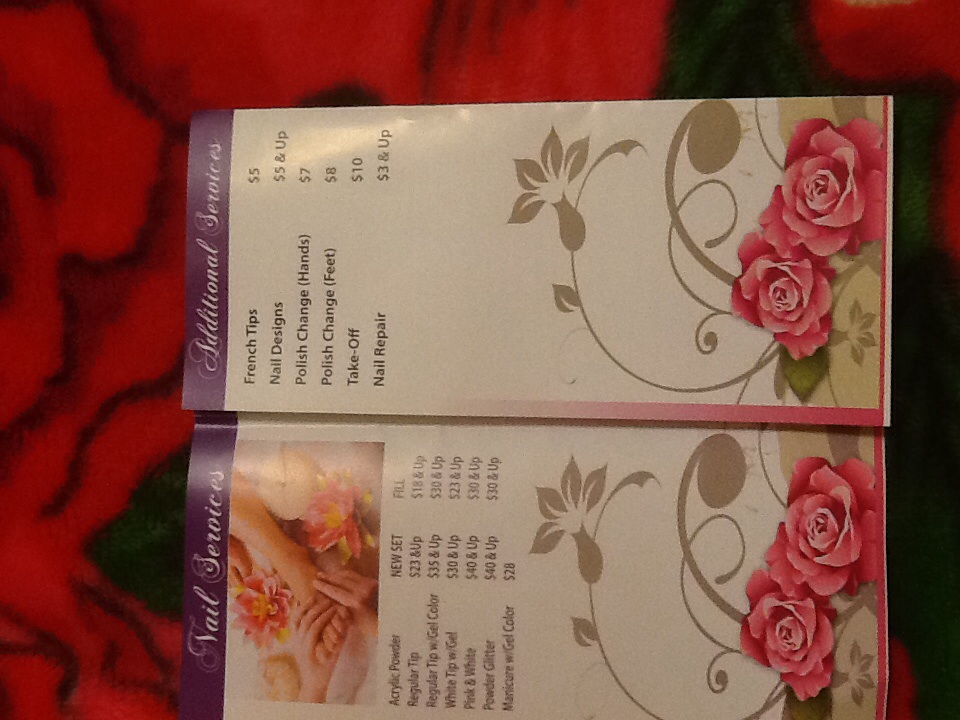 Nail Services
Acrylic Powder NEW SET FILL
Regular Tip $23 &Up $18 & Up
Regular Tip w/Gel Color $35 & Up $30 & Up
White Tip w/Gel $30 & Up $23 & Up
Pink & White $40 & Up $30 & Up
Powder Glitter $40 & Up $30 & Up
Manicure w/Gel Color $28
Additional Services
French Tips $5
Nail Designs $5 & Up
Polish Change (Hands) $7
Polish Change (Feet) $8
Take-Off $10
Nail Repair $3 & Up